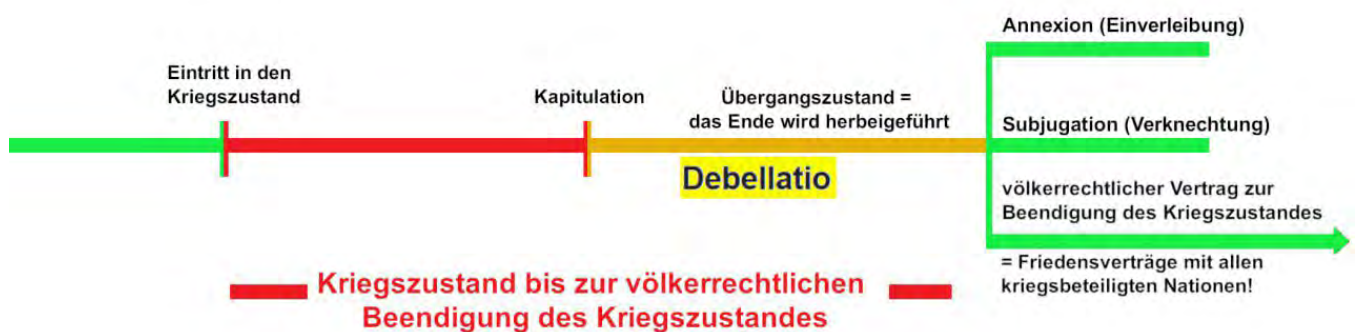 Annexion (Einverleibung)
Eintritt in den
Kriegszustand
Kapitulation
Übergangszustand =
das Ende wird herbeigeführt
Subjugation (Verknechtung)
Debellatio
völkerrechtlicher Vertrag zur
Beendigung des Kriegszustandes
= Friedensverträge mit allen
kriegsbeteiligten Nationen!
Kriegszustand bis zur völkerrechtlichen
Beendigung des Kriegszustandes